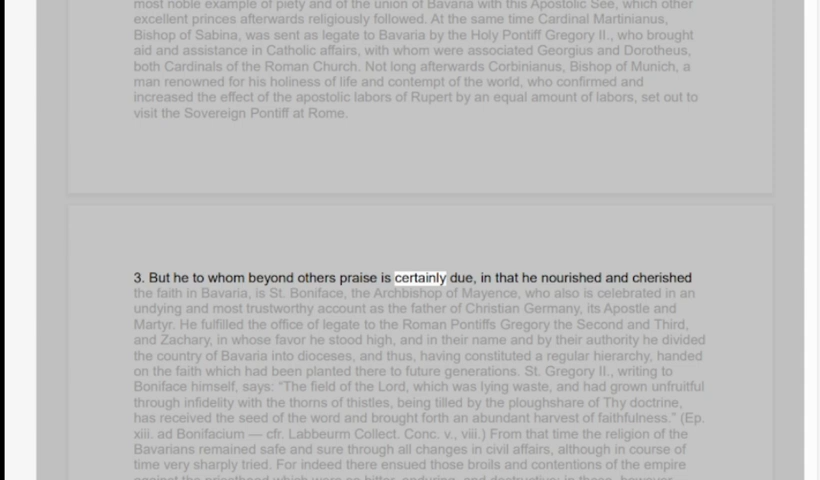 most noble example of piety and of the union of Bavaria with this Apostolic See, which other
excellent princes afterwards religiously followed. At the same time Cardinal Martinianus,
Bishop of Sabina, was sent as legate to Bavaria by the Holy Pontiff Gregory II., who brought
aid and assistance in Catholic affairs, with whom were associated Georgius and Dorotheus,
both Cardinals of the Roman Church. Not long afterwards Corbinianus, Bishop of Munich, a
man renowned for his holiness of life and contempt of the world, who confirmed and
increased the effect of the apostolic labors of Rupert by an equal amount of labors, set out to
visit the Sovereign Pontiff at Rome.
3. But he to whom beyond others praise is certainly due, in that he nourished and cherished
the faith in Bavaria, is St. Boniface, the Archbishop of Mayence, who also is celebrated in an
undying and most trustworthy account as the father of Christian Germany, its Apostle and
Martyr. He fulfilled the office of legate to the Roman Pontiffs Gregory the Second and Third,
and Zachary, in whose favor he stood high, and in their name and by their authority he divided
the country of Bavaria into dioceses, and thus, having constituted a regular hierarchy, handed
on the faith which had been planted there to future generations. St. Gregory II., writing to
Boniface himself, says: “The field of the Lord, which was lying waste, and had grown unfruitful
through infidelity with the thorns of thistles, being tilled by the ploughshare of Thy doctrine,
has received the seed of the word and brought forth an abundant harvest of faithfulness.” (Ep.
xiii. ad Bonifacium — cfr. Labbeurm Collect. Conc. v., viii.) From that time the religion of the
Bavarians remained safe and sure through all changes in civil affairs, although in course of
time very sharply tried. For indeed there ensued those broils and contentions of the empire
against the priesthood which were so bitter, enduring, and destructive; in these, however,